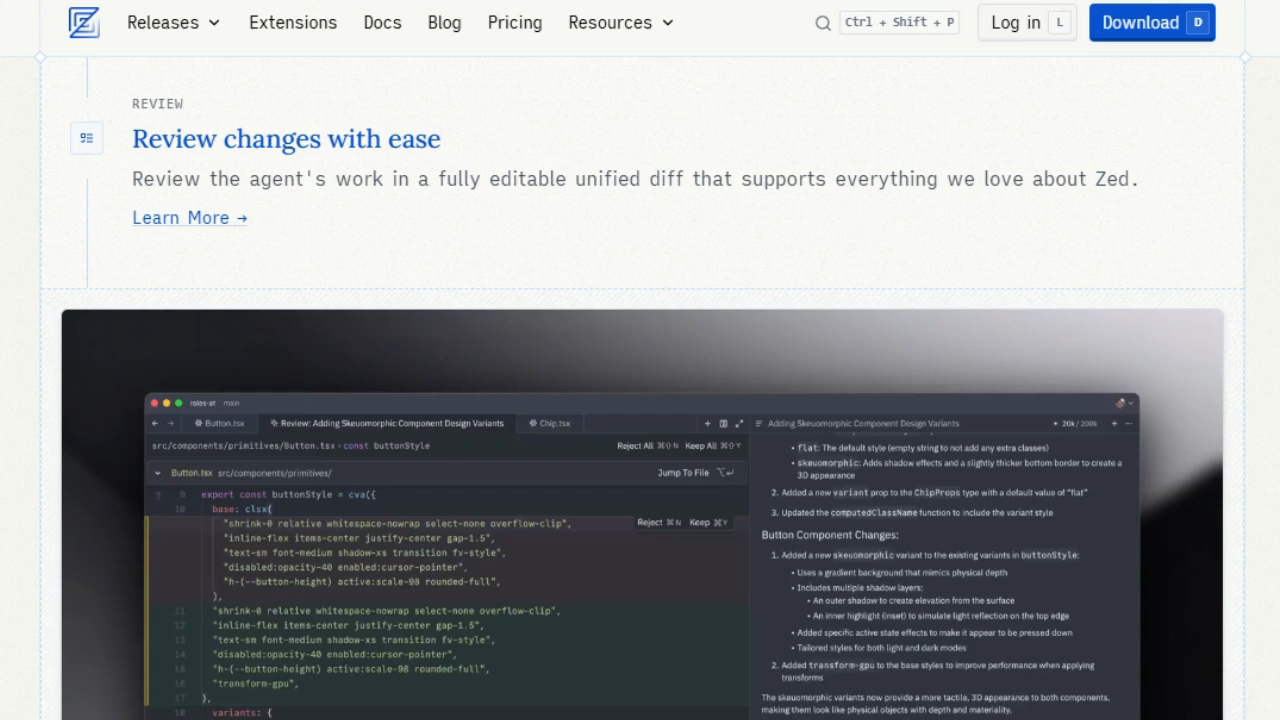 Releases Extensions Docs Blog Pricing Resources Ctrl + Shift + P Log in L Download D
REVIEW
Review changes with ease
Review the agent's work in a fully editable unified diff that supports everything we love about Zed.
Learn More →
roles-at main
Button.tsx Review: Adding Skeuomorphic Component Design Variants Chip.tsx
src/components/primitives/Button.tsx › const buttonStyle Reject All ⌘⇧N Keep All ⌘⇧Y
Button.tsx src/components/primitives/ Jump To File ⌥↵
9 export const buttonStyle = cva({
10 base: clsx(
"shrink-0 relative whitespace-nowrap select-none overflow-clip", Reject ⌘N Keep ⌘Y
"inline-flex items-center justify-center gap-1.5",
"text-sm font-medium shadow-xs transition fv-style",
"disabled:opacity-40 enabled:cursor-pointer",
"h-(--button-height) active:scale-98 rounded-full",
),
11 "shrink-0 relative whitespace-nowrap select-none overflow-clip",
12 "inline-flex items-center justify-center gap-1.5",
13 "text-sm font-medium shadow-xs transition fv-style",
14 "disabled:opacity-40 enabled:cursor-pointer",
15 "h-(--button-height) active:scale-98 rounded-full",
16 "transform-gpu",
17 ),
18 variants: {
Adding Skeuomorphic Component Design Variants 20k / 200k
• flat: The default style (empty string to not add any extra classes)
• skeuomorphic: Adds shadow effects and a slightly thicker bottom border to create a
3D appearance
2. Added a new variant prop to the ChipProps type with a default value of "flat"
3. Updated the computedClassName function to include the variant style
Button Component Changes:
1. Added a new skeuomorphic variant to the existing variants in buttonStyle:
• Uses a gradient background that mimics physical depth
• Includes multiple shadow layers:
• An outer shadow to create elevation from the surface
• An inner highlight (inset) to simulate light reflection on the top edge
• Added specific active state effects to make it appear to be pressed down
• Tailored styles for both light and dark modes
2. Added transform-gpu to the base styles to improve performance when applying
transforms
The skeuomorphic variants now provide a more tactile, 3D appearance to both components,
making them look like physical objects with depth and materiality.